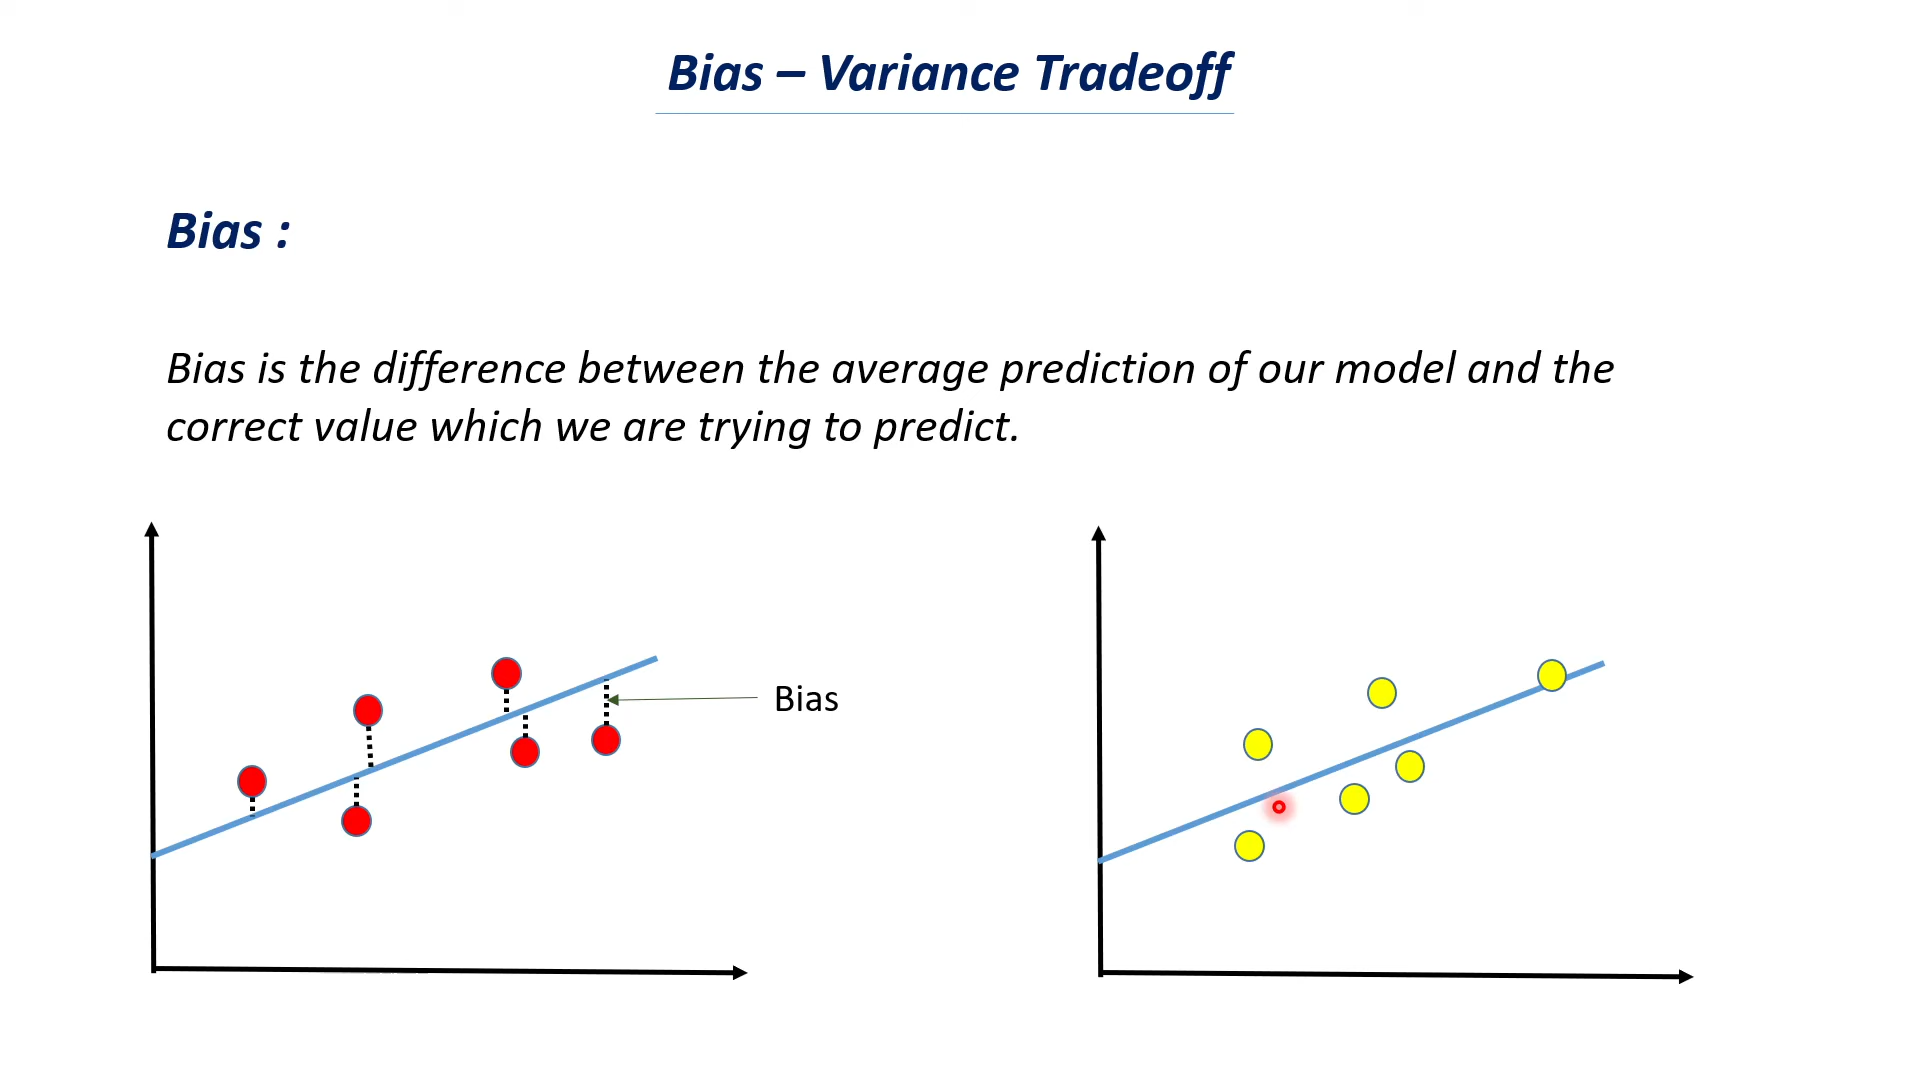 Bias – Variance Tradeoff
Bias :
Bias is the difference between the average prediction of our model and the
correct value which we are trying to predict.
Bias